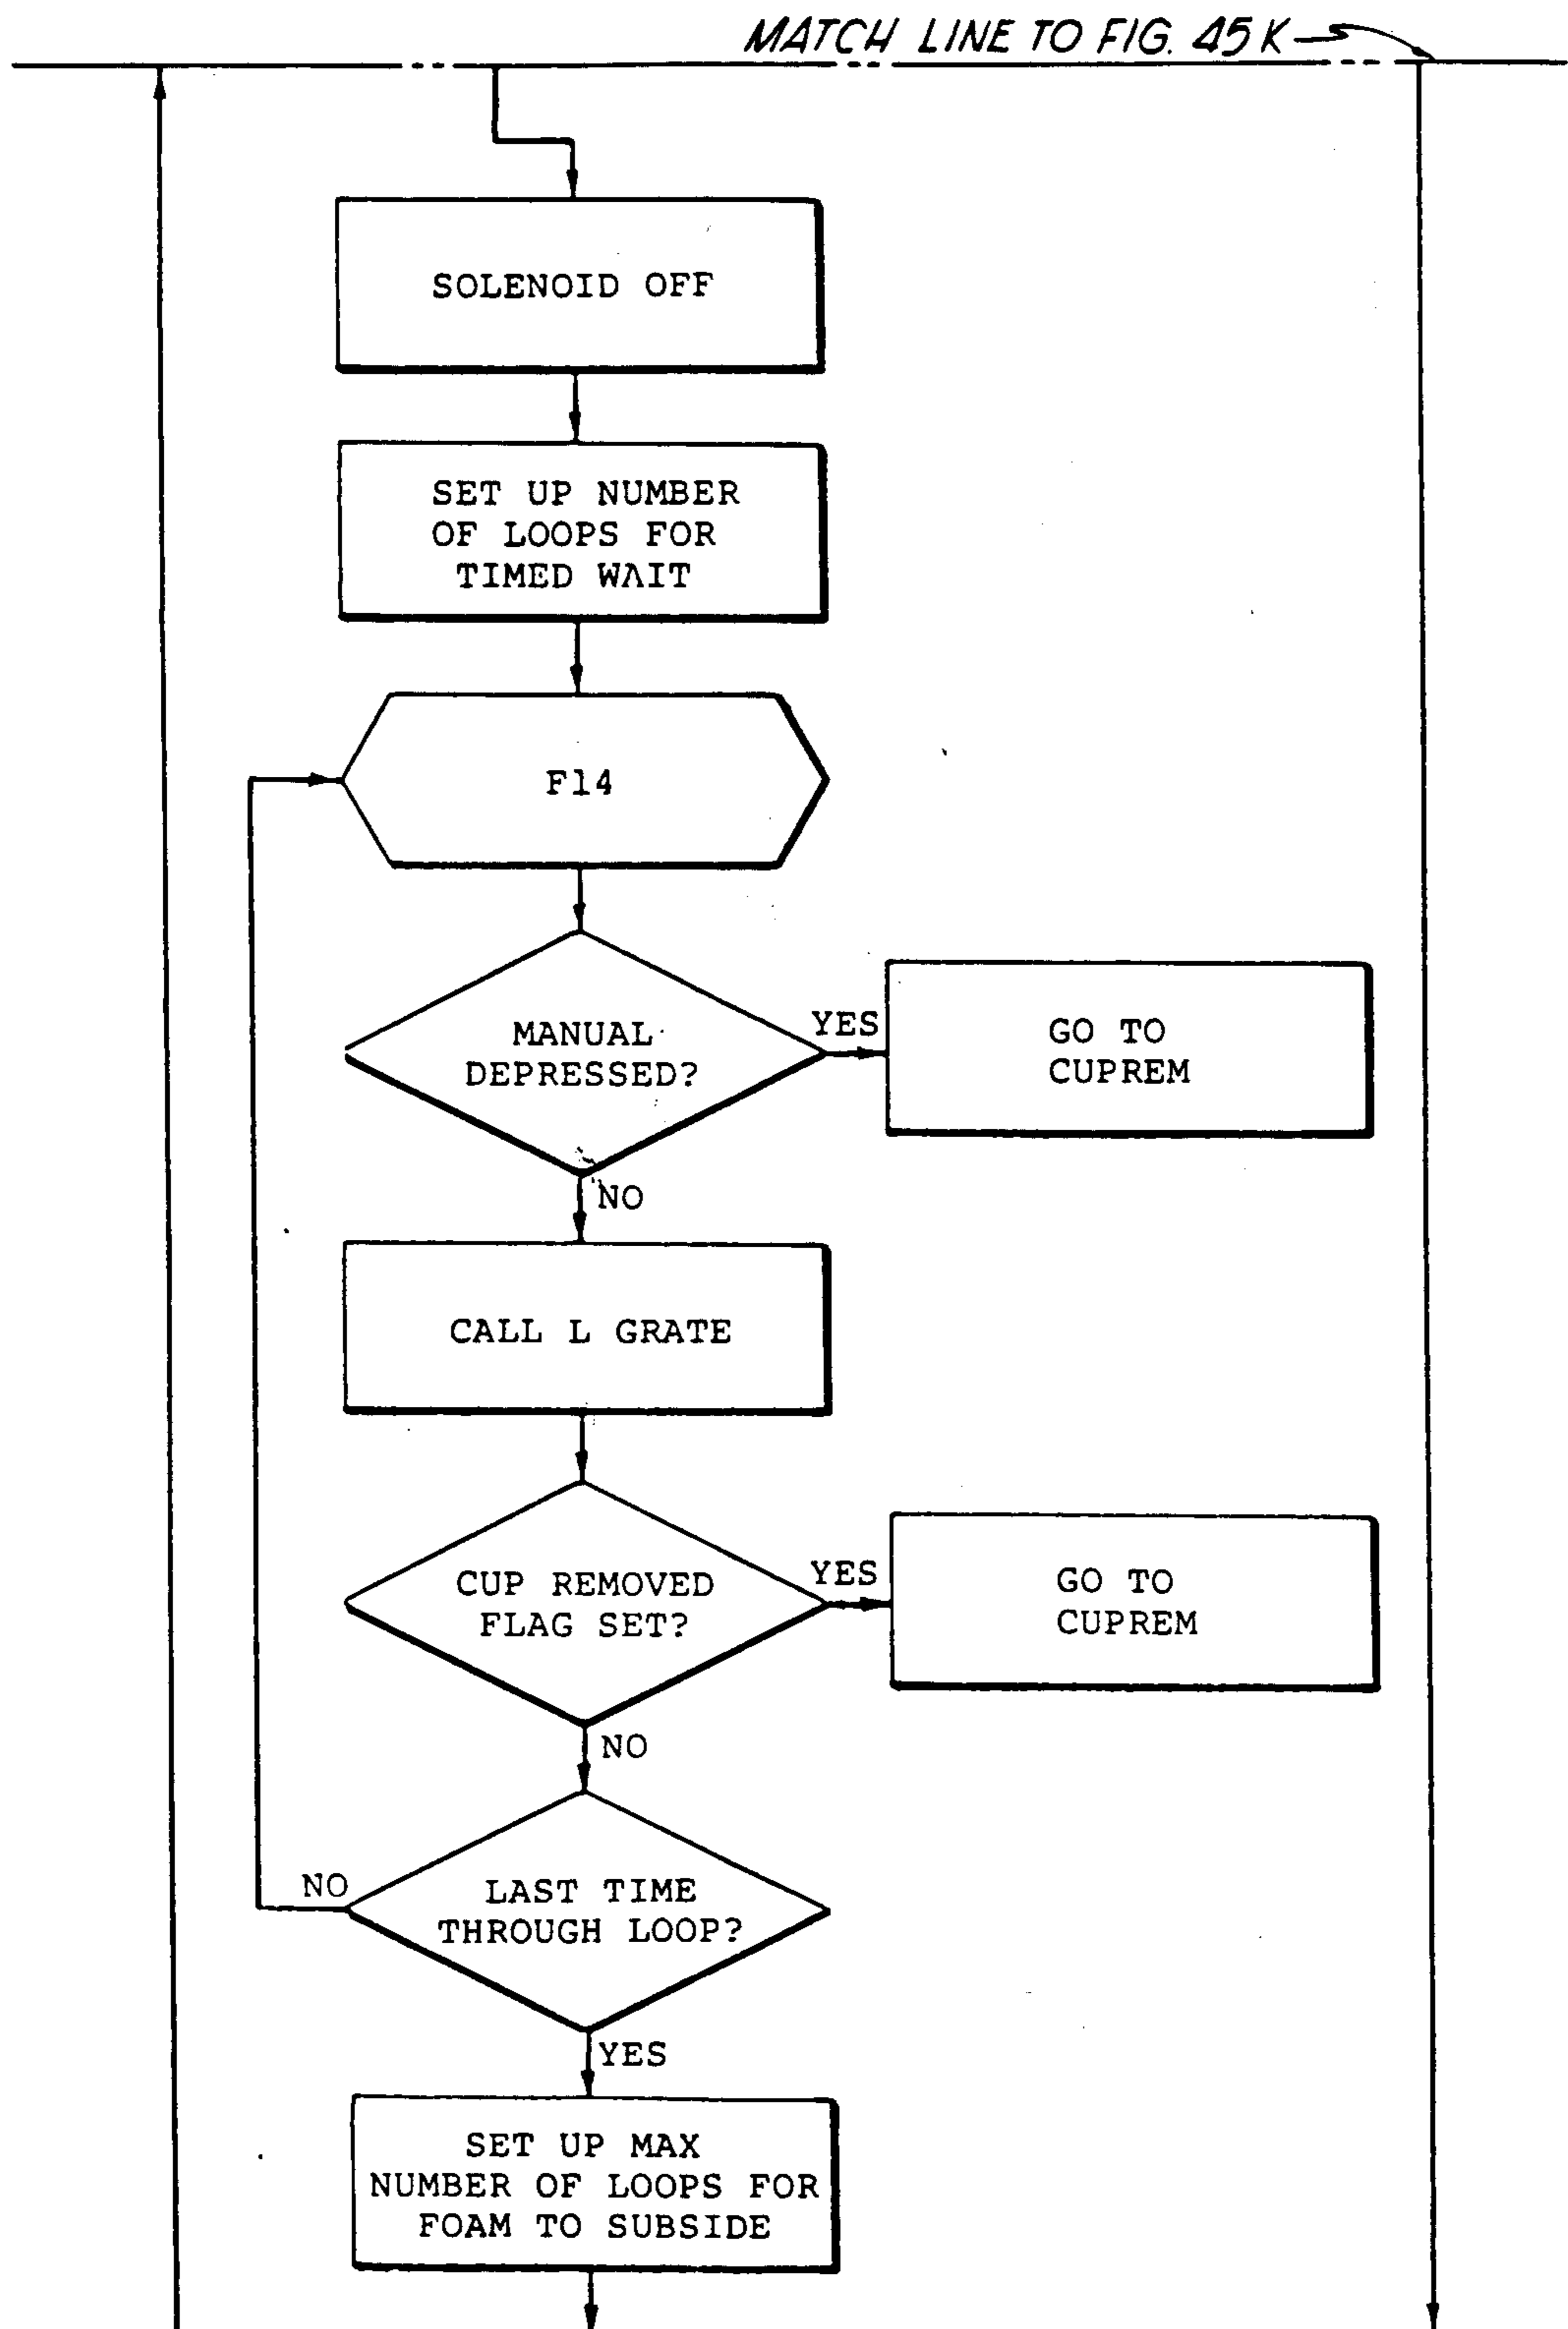 MATCH LINE TO FIG. 45K
SOLENOID OFF
SET UP NUMBER
OF LOOPS FOR
TIMED WAIT
F14
MANUAL
DEPRESSED?
YES
GO TO
CUPREM
NO
CALL L GRATE
CUP REMOVED
FLAG SET?
YES
GO TO
CUPREM
NO
LAST TIME
THROUGH LOOP?
NO
YES
SET UP MAX
NUMBER OF LOOPS FOR
FOAM TO SUBSIDE